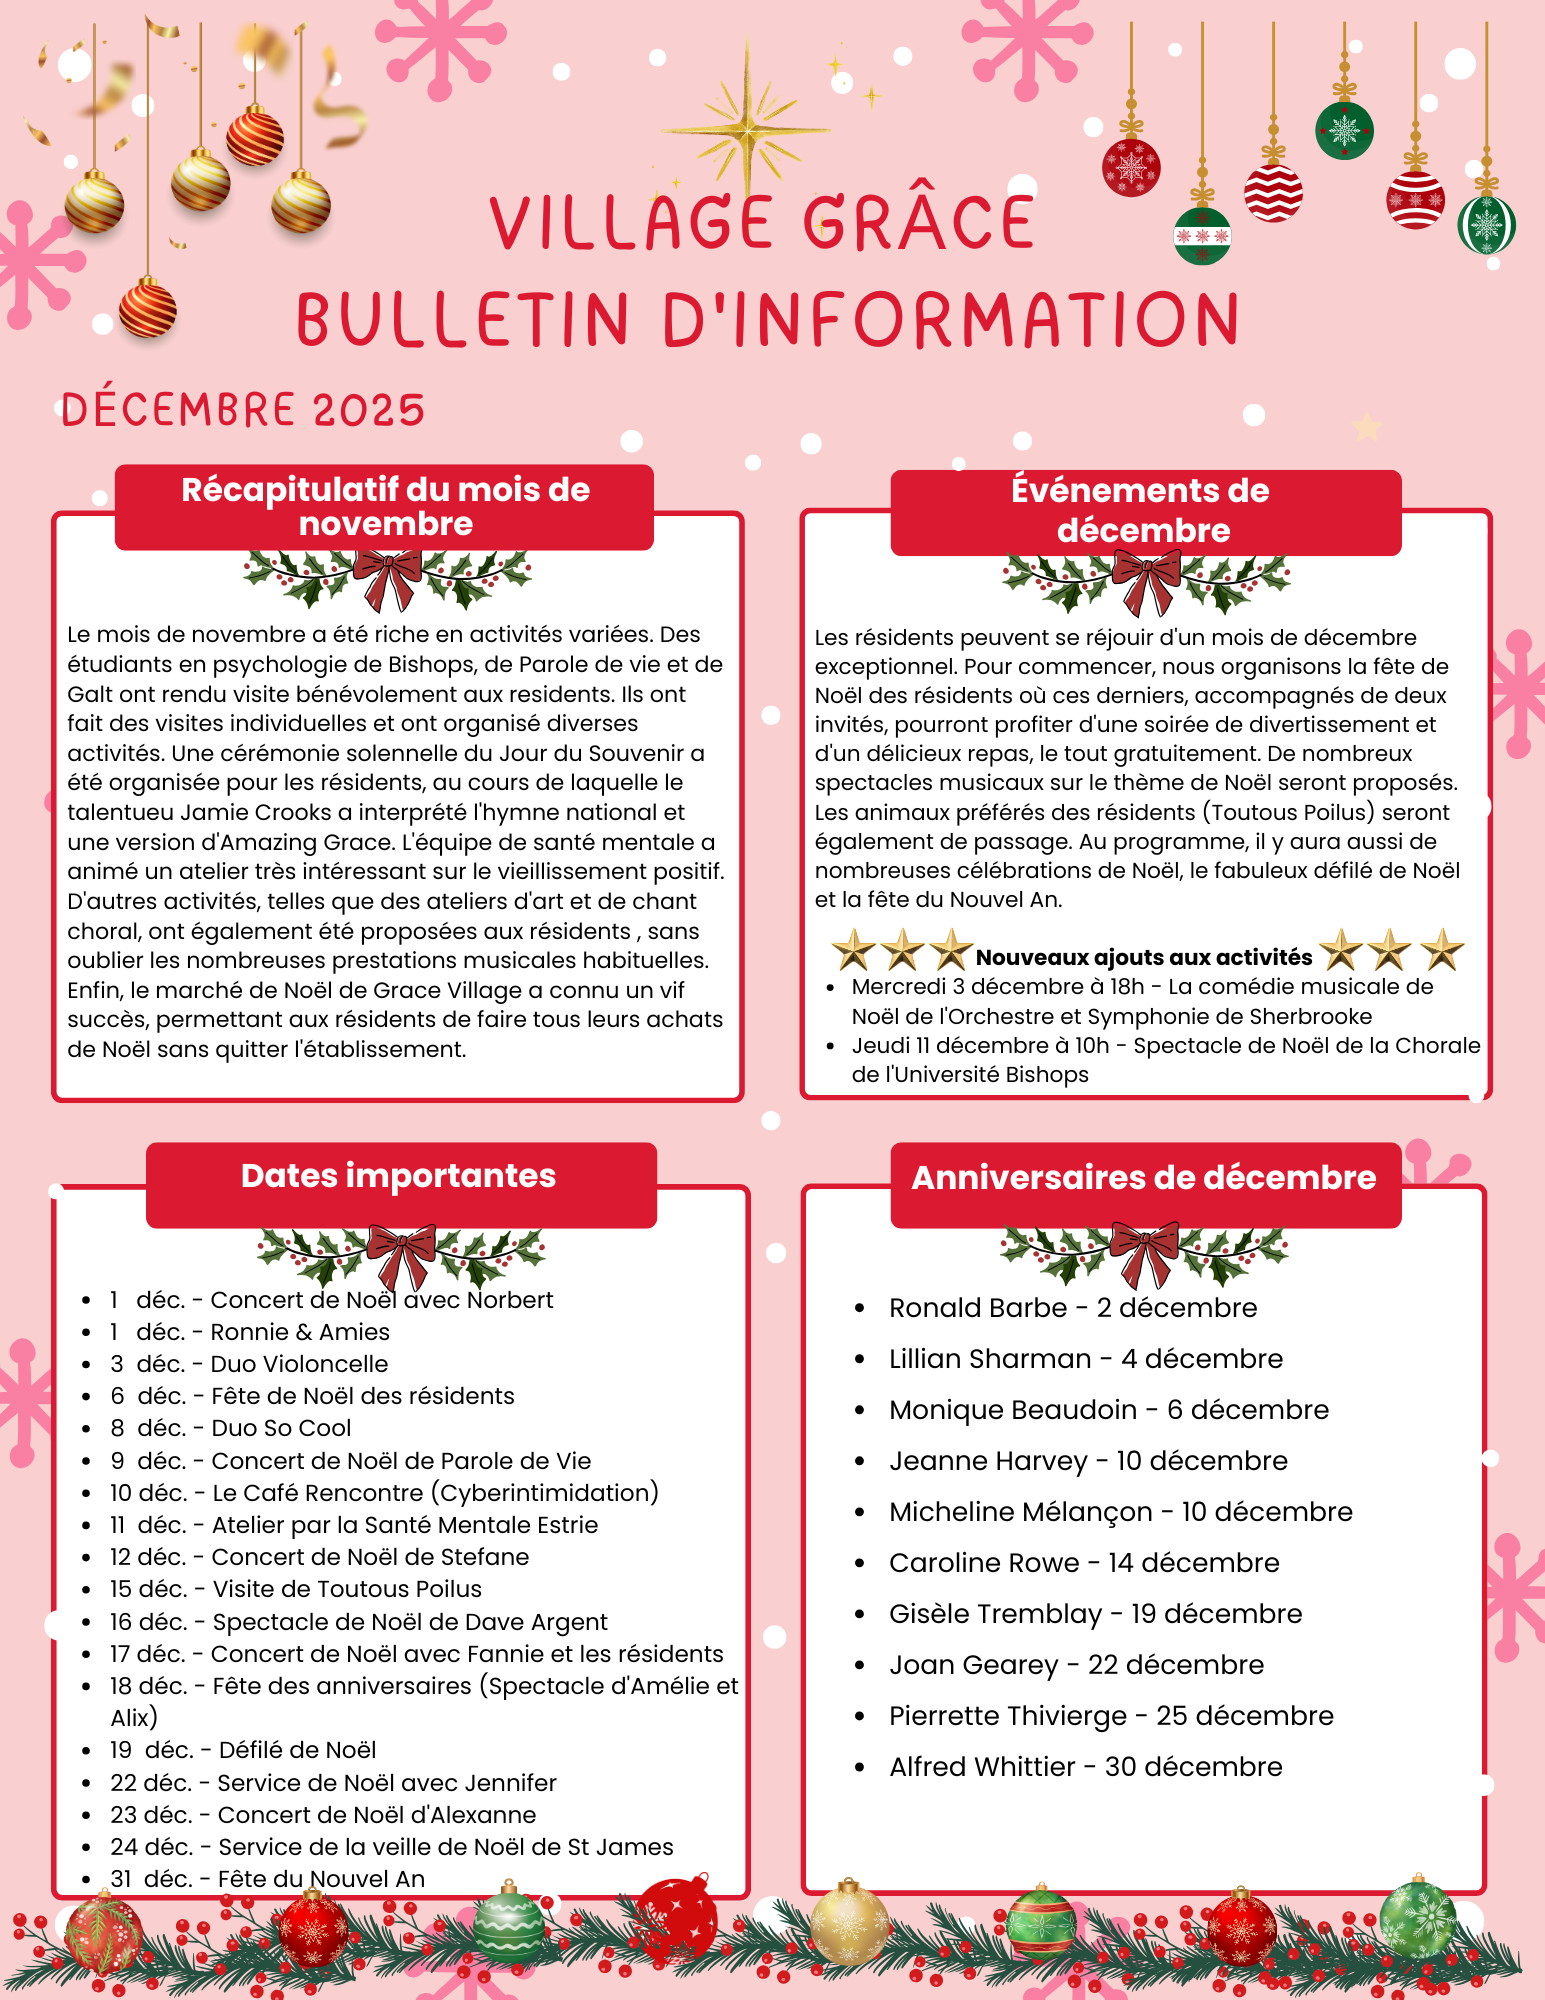 VILLAGE GRÂCE
BULLETIN D'INFORMATION
DÉCEMBRE 2025
Récapitulatif du mois de
novembre
Le mois de novembre a été riche en activités variées. Des
étudiants en psychologie de Bishops, de Parole de vie et de
Galt ont rendu visite bénévolement aux residents. Ils ont
fait des visites individuelles et ont organisé diverses
activités. Une cérémonie solennelle du Jour du Souvenir a
été organisée pour les résidents, au cours de laquelle le
talentueu Jamie Crooks a interprété l'hymne national et
une version d'Amazing Grace. L'équipe de santé mentale a
animé un atelier très intéressant sur le vieillissement positif.
D'autres activités, telles que des ateliers d'art et de chant
choral, ont également été proposées aux résidents , sans
oublier les nombreuses prestations musicales habituelles.
Enfin, le marché de Noël de Grace Village a connu un vif
succès, permettant aux résidents de faire tous leurs achats
de Noël sans quitter l'établissement.
Événements de
décembre
Les résidents peuvent se réjouir d'un mois de décembre
exceptionnel. Pour commencer, nous organisons la fête de
Noël des résidents où ces derniers, accompagnés de deux
invités, pourront profiter d'une soirée de divertissement et
d'un délicieux repas, le tout gratuitement. De nombreux
spectacles musicaux sur le thème de Noël seront proposés.
Les animaux préférés des résidents (Toutous Poilus) seront
également de passage. Au programme, il y aura aussi de
nombreuses célébrations de Noël, le fabuleux défilé de Noël
et la fête du Nouvel An.
Nouveaux ajouts aux activités
• Mercredi 3 décembre à 18h - La comédie musicale de
Noël de l'Orchestre et Symphonie de Sherbrooke
• Jeudi 11 décembre à 10h - Spectacle de Noël de la Chorale
de l'Université Bishops
Dates importantes
• 1 déc. - Concert de Noël avec Norbert
• 1 déc. - Ronnie & Amies
• 3 déc. - Duo Violoncelle
• 6 déc. - Fête de Noël des résidents
• 8 déc. - Duo So Cool
• 9 déc. - Concert de Noël de Parole de Vie
• 10 déc. - Le Café Rencontre (Cyberintimidation)
• 11 déc. - Atelier par la Santé Mentale Estrie
• 12 déc. - Concert de Noël de Stefane
• 15 déc. - Visite de Toutous Poilus
• 16 déc. - Spectacle de Noël de Dave Argent
• 17 déc. - Concert de Noël avec Fannie et les résidents
• 18 déc. - Fête des anniversaires (Spectacle d'Amélie et
Alix)
• 19 déc. - Défilé de Noël
• 22 déc. - Service de Noël avec Jennifer
• 23 déc. - Concert de Noël d'Alexanne
• 24 déc. - Service de la veille de Noël de St James
• 31 déc. - Fête du Nouvel An
Anniversaires de décembre
• Ronald Barbe - 2 décembre
• Lillian Sharman - 4 décembre
• Monique Beaudoin - 6 décembre
• Jeanne Harvey - 10 décembre
• Micheline Mélançon - 10 décembre
• Caroline Rowe - 14 décembre
• Gisèle Tremblay - 19 décembre
• Joan Gearey - 22 décembre
• Pierrette Thivierge - 25 décembre
• Alfred Whittier - 30 décembre